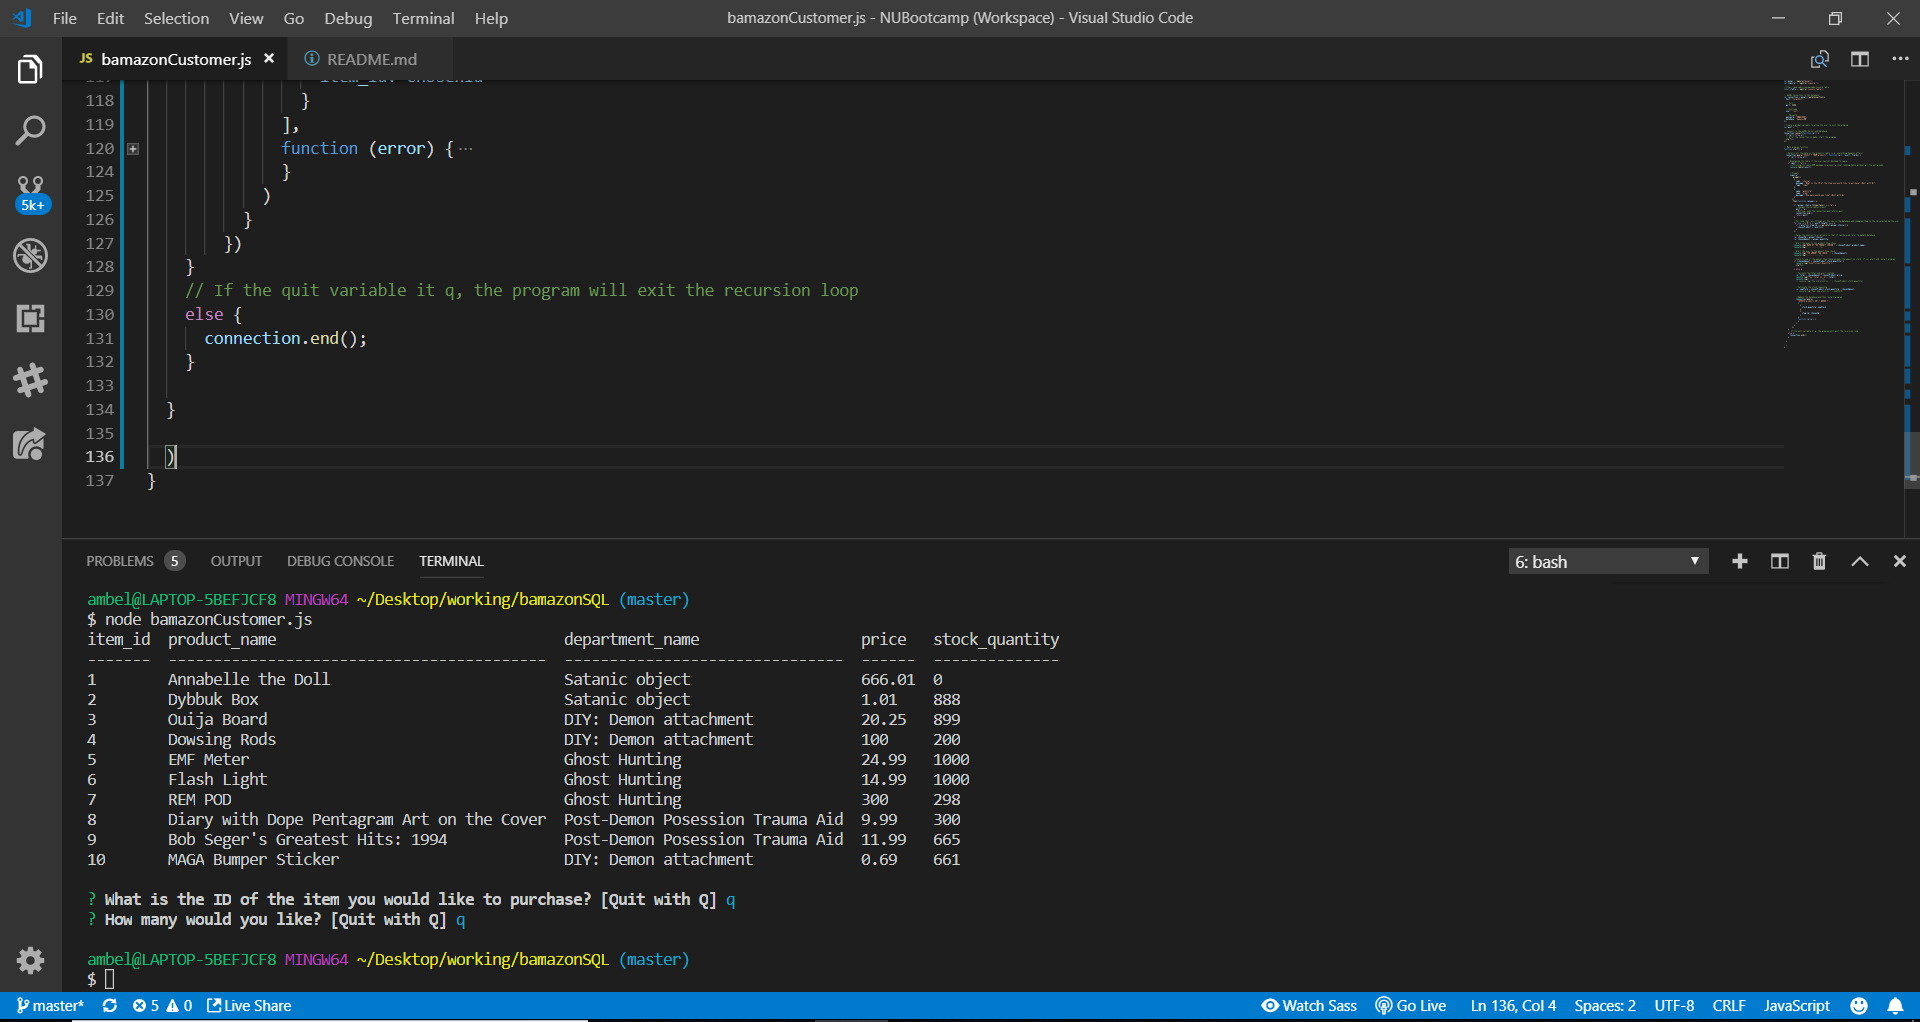 File Edit Selection View Go Debug Terminal Help
bamazonCustomer.js - NUBootcamp (Workspace) - Visual Studio Code
JS bamazonCustomer.js × README.md
118 }
119 ],
120 function (error) { ···
124 }
125 )
126 }
127 })
128 }
129 // If the quit variable it q, the program will exit the recursion loop
130 else {
131 connection.end();
132 }
133
134 }
135
136 )
137 }
5k+
PROBLEMS 5 OUTPUT DEBUG CONSOLE TERMINAL
6: bash
ambel@LAPTOP-5BEFJCF8 MINGW64 ~/Desktop/working/bamazonSQL (master)
$ node bamazonCustomer.js
item_id product_name department_name price stock_quantity
------- ------------------------------------------ ------------------------------- ------ --------------
1 Annabelle the Doll Satanic object 666.01 0
2 Dybbuk Box Satanic object 1.01 888
3 Ouija Board DIY: Demon attachment 20.25 899
4 Dowsing Rods DIY: Demon attachment 100 200
5 EMF Meter Ghost Hunting 24.99 1000
6 Flash Light Ghost Hunting 14.99 1000
7 REM POD Ghost Hunting 300 298
8 Diary with Dope Pentagram Art on the Cover Post-Demon Posession Trauma Aid 9.99 300
9 Bob Seger's Greatest Hits: 1994 Post-Demon Posession Trauma Aid 11.99 665
10 MAGA Bumper Sticker DIY: Demon attachment 0.69 661
? What is the ID of the item you would like to purchase? [Quit with Q] q
? How many would you like? [Quit with Q] q
ambel@LAPTOP-5BEFJCF8 MINGW64 ~/Desktop/working/bamazonSQL (master)
$
master* 5 0 Live Share Watch Sass Go Live Ln 136, Col 4 Spaces: 2 UTF-8 CRLF JavaScript